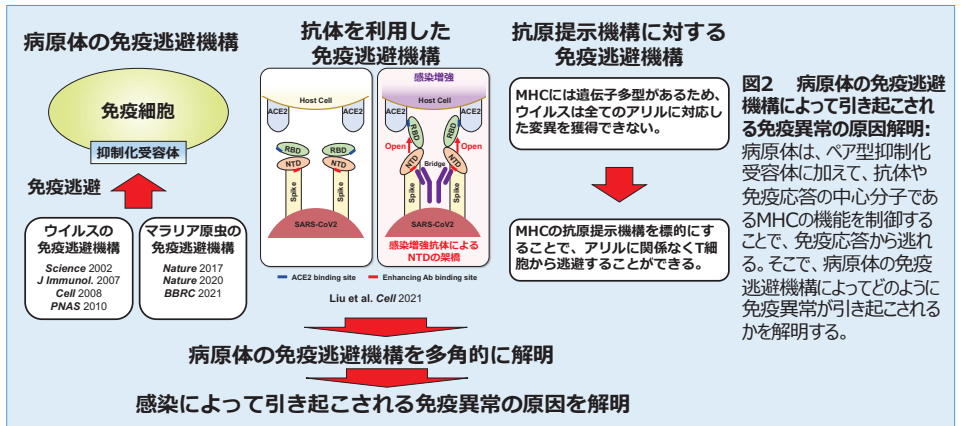 病原体の免疫逃避機構
免疫細胞
抑制化受容体
免疫逃避
ウイルスの
免疫逃避機構
Science 2002
J Immunol. 2007
Cell 2008
PNAS 2010
マラリア原虫の
免疫逃避機構
Nature 2017
Nature 2020
BBRC 2021
抗体を利用した
免疫逃避機構
Host Cell
ACE2
ACE2
RBD
RBD
NTD
NTD
Spike
Spike
SARS-CoV2
感染増強
Host Cell
ACE2
ACE2
RBD
RBD
Open
Open
NTD
Bridge
NTD
Spike
Spike
SARS-CoV2
感染増強抗体による
NTDの架橋
ACE2 binding site
Enhancing Ab binding site
Liu et al. Cell 2021
抗原提示機構に対する
免疫逃避機構
MHCには遺伝子多型があるため、
ウイルスは全てのアリルに対応し
た変異を獲得できない。
MHCの抗原提示機構を標的にす
ることで、アリルに関係なくT細
胞から逃避することができる。
病原体の免疫逃避機構を多角的に解明
感染によって引き起こされる免疫異常の原因を解明
図2 病原体の免疫逃避
機構によって引き起こされ
る免疫異常の原因解明:
病原体は、ペア型抑制化
受容体に加えて、抗体や
免疫応答の中心分子であ
るMHCの機能を制御する
ことで、免疫応答から逃れ
る。そこで、病原体の免疫
逃避機構によってどのように
免疫異常が引き起こされる
かを解明する。